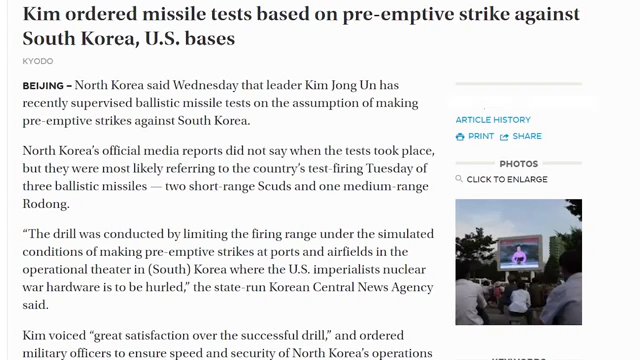 Kim ordered missile tests based on pre-emptive strike against
South Korea, U.S. bases
KYODO
BEIJING – North Korea said Wednesday that leader Kim Jong Un has
recently supervised ballistic missile tests on the assumption of making
pre-emptive strikes against South Korea.
North Korea's official media reports did not say when the tests took place,
but they were most likely referring to the country's test-firing Tuesday of
three ballistic missiles — two short-range Scuds and one medium-range
Rodong.
“The drill was conducted by limiting the firing range under the simulated
conditions of making pre-emptive strikes at ports and airfields in the
operational theater in (South) Korea where the U.S. imperialists nuclear
war hardware is to be hurled,” the state-run Korean Central News Agency
said.
Kim voiced “great satisfaction over the successful drill,” and ordered
military officers to ensure speed and security of North Korea's operations
ARTICLE HISTORY
PRINT SHARE
PHOTOS
CLICK TO ENLARGE